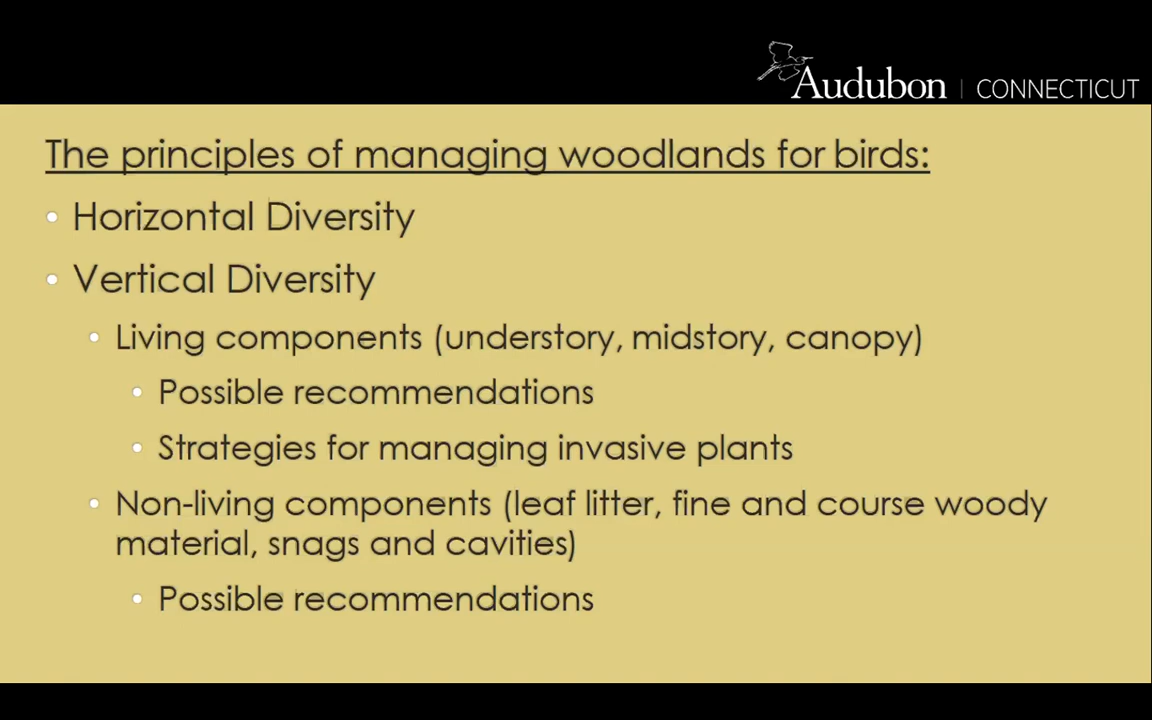 Audubon | CONNECTICUT
The principles of managing woodlands for birds:
• Horizontal Diversity
• Vertical Diversity
• Living components (understory, midstory, canopy)
• Possible recommendations
• Strategies for managing invasive plants
• Non-living components (leaf litter, fine and course woody
material, snags and cavities)
• Possible recommendations